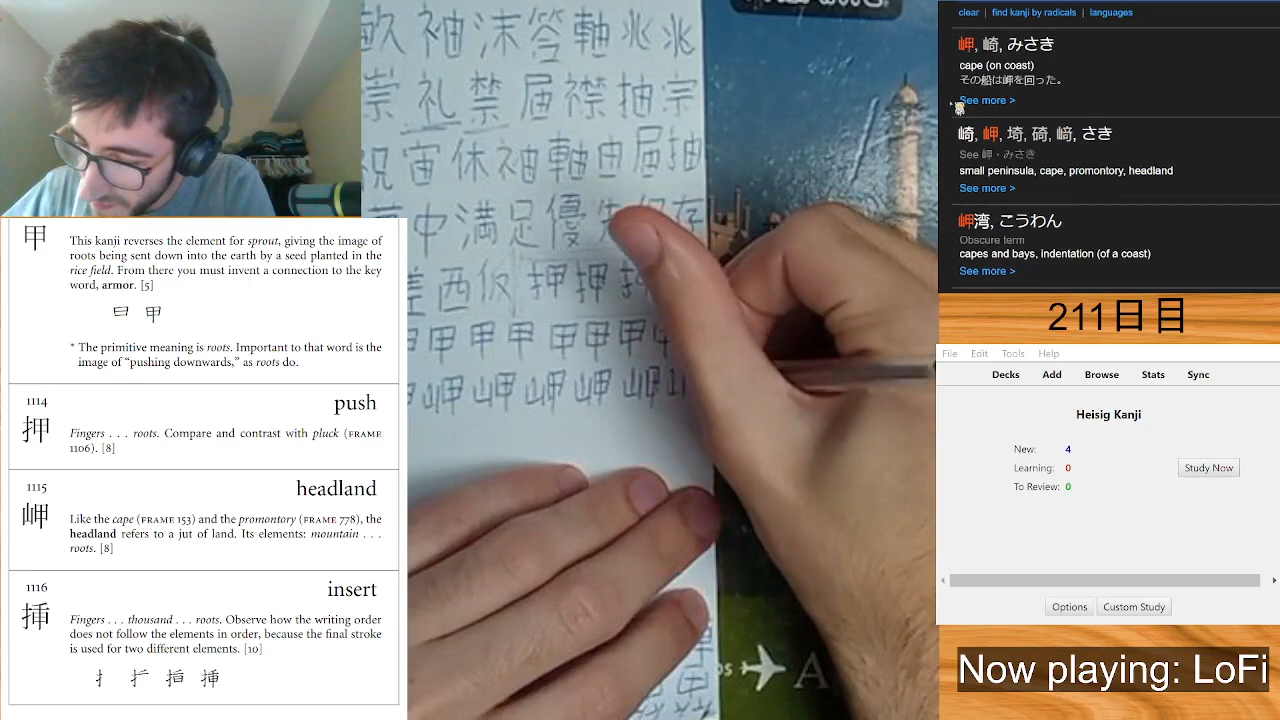 甲
This kanji reverses the element for sprout, giving the image of
roots being sent down into the earth by a seed planted in the
rice field. From there you must invent a connection to the key
word, armor. [5]
甲
* The primitive meaning is roots. Important to that word is the
image of “pushing downwards,” as roots do.
1114
push
押
Fingers . . . roots. Compare and contrast with pluck (FRAME
1106). [8]
1115
headland
岬
Like the cape (FRAME 153) and the promontory (FRAME 778), the
headland refers to a jut of land. Its elements: mountain . . .
roots. [8]
1116
insert
挿
Fingers . . . thousand . . . roots. Observe how the writing order
does not follow the elements in order, because the final stroke
is used for two different elements. [10]
挿
袖沫答軸兆兆
崇礼禁届襟抽宗
祝宙休袖軸由届抽
中満足優
差西仮押押
甲甲甲甲甲甲
岬岬岬岬岬
A
clear | find kanji by radicals | languages
岬, 崎, みさき
cape (on coast)
その船は岬を回った。
See more >
崎, 岬, 埼, 碕, 﨑, さき
See 岬・みさき
small peninsula, cape, promontory, headland
See more >
岬湾, こうわん
Obscure term
capes and bays, indentation (of a coast)
See more >
211日目
File Edit Tools Help
Decks Add Browse Stats Sync
Heisig Kanji
New: 4
Learning: 0
To Review: 0
Study Now
Options Custom Study
Now playing: LoFi